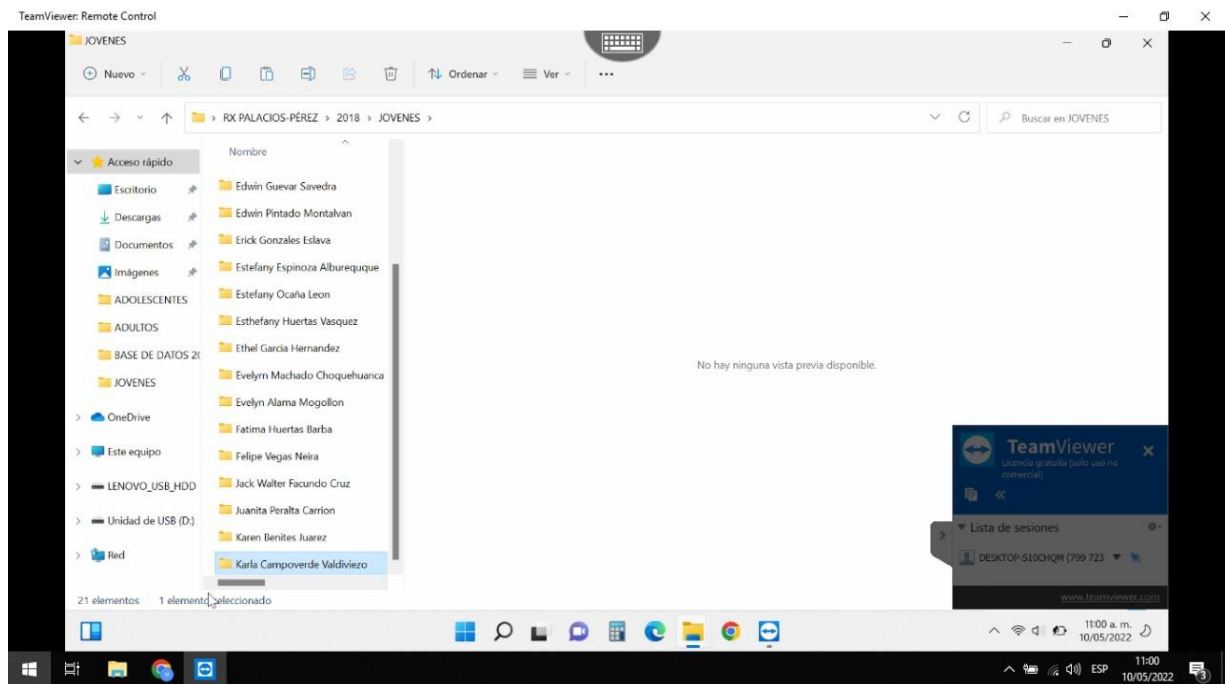 TeamViewer: Remote Control
JOVENES
Nuevo
Ordenar
Ver
RX PALACIOS-PÉREZ > 2018 > JOVENES >
Buscar en JOVENES
Acceso rápido
Escritorio
Descargas
Documentos
Imágenes
ADOLESCENTES
ADULTOS
BASE DE DATOS 20
JOVENES
OneDrive
Este equipo
LENOVO_USB_HDD
Unidad de USB (D:)
Red
Nombre
Edwin Guevar Savedra
Edwin Pintado Montalvan
Erick Gonzales Eslava
Estefany Espinoza Alburequque
Estefany Ocaña Leon
Esthefany Huertas Vasquez
Ethel Garcia Hernandez
Evelyrn Machado Choquehuanca
Evelyn Alama Mogollon
Fatima Huertas Barba
Felipe Vegas Neira
Jack Walter Facundo Cruz
Juanita Peralta Carrion
Karen Benites Juarez
Karla Campoverde Valdiviezo
No hay ninguna vista previa disponible.
TeamViewer
Licencia gratuita (solo uso no
comercial)
Lista de sesiones
DESKTOP-S10CHQM (799 723
www.teamviewer.com
21 elementos 1 elemento seleccionado
11:00 a. m.
10/05/2022
ESP
11:00
10/05/2022
3